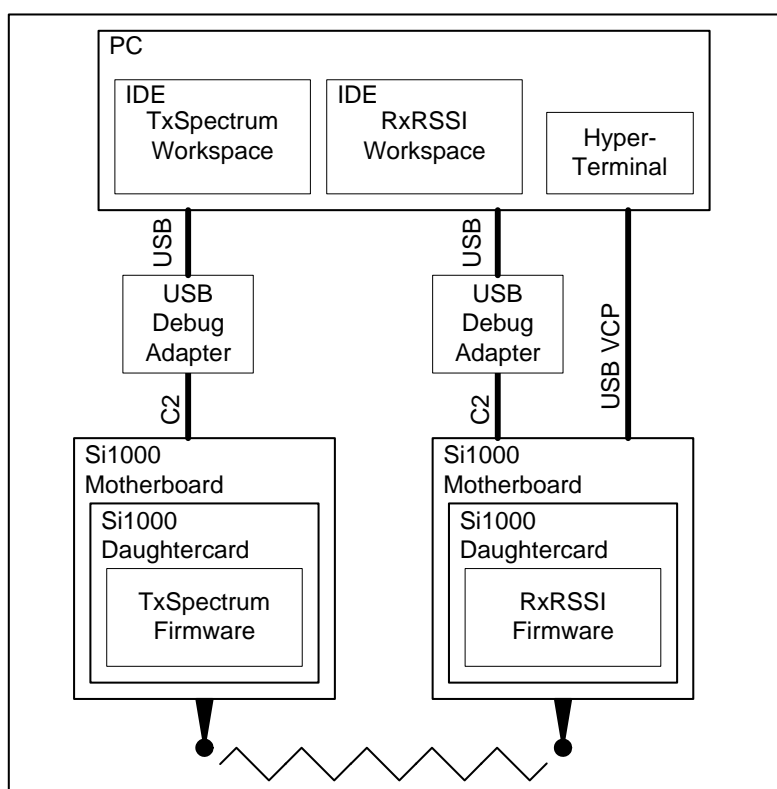 PC
IDE
TxSpectrum
Workspace
IDE
RxRSSI
Workspace
Hyper-
Terminal
USB
USB
USB VCP
USB
Debug
Adapter
USB
Debug
Adapter
C2
C2
Si1000
Motherboard
Si1000
Daughtercard
TxSpectrum
Firmware
Si1000
Motherboard
Si1000
Daughtercard
RxRSSI
Firmware